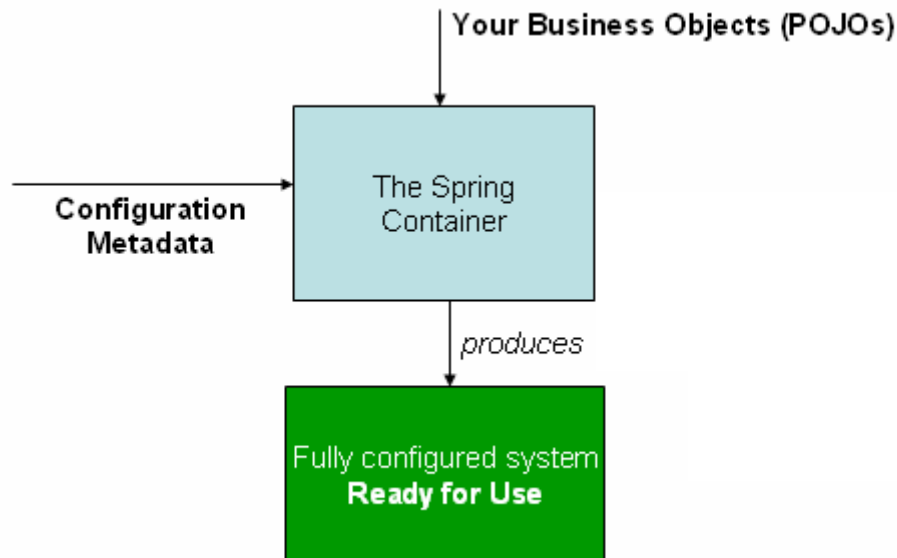 Your Business Objects (POJOs)
The Spring
Container
Configuration
Metadata
produces
Fully configured system
Ready for Use